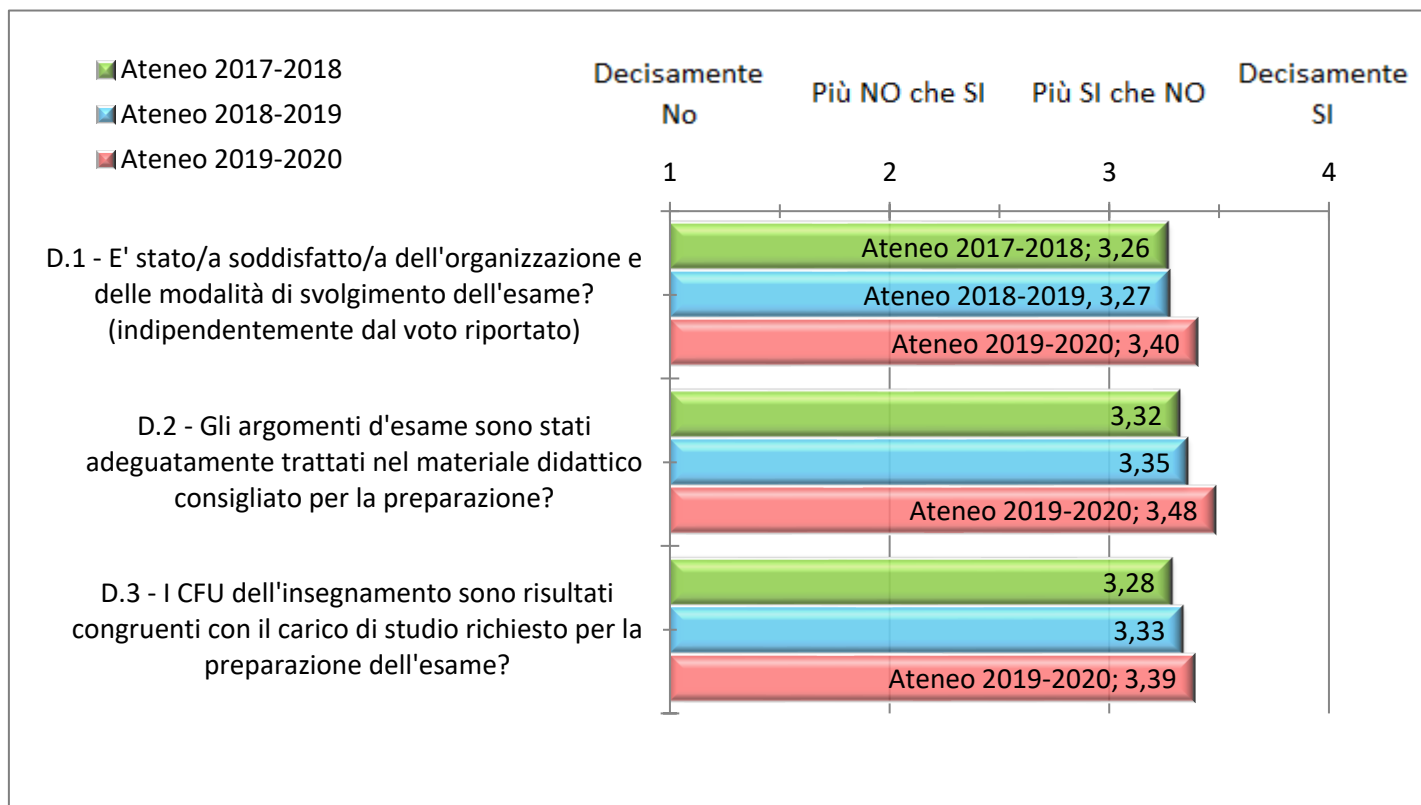 Ateneo 2017-2018
Ateneo 2018-2019
Ateneo 2019-2020
Decisamente
No
Più NO che SI
Più SI che NO
Decisamente
SI
1
2
3
4
D.1 - E' stato/a soddisfatto/a dell'organizzazione e
delle modalità di svolgimento dell'esame?
(indipendentemente dal voto riportato)
Ateneo 2017-2018; 3,26
Ateneo 2018-2019, 3,27
Ateneo 2019-2020; 3,40
D.2 - Gli argomenti d'esame sono stati
adeguatamente trattati nel materiale didattico
consigliato per la preparazione?
3,32
3,35
Ateneo 2019-2020; 3,48
D.3 - I CFU dell'insegnamento sono risultati
congruenti con il carico di studio richiesto per la
preparazione dell'esame?
3,28
3,33
Ateneo 2019-2020; 3,39